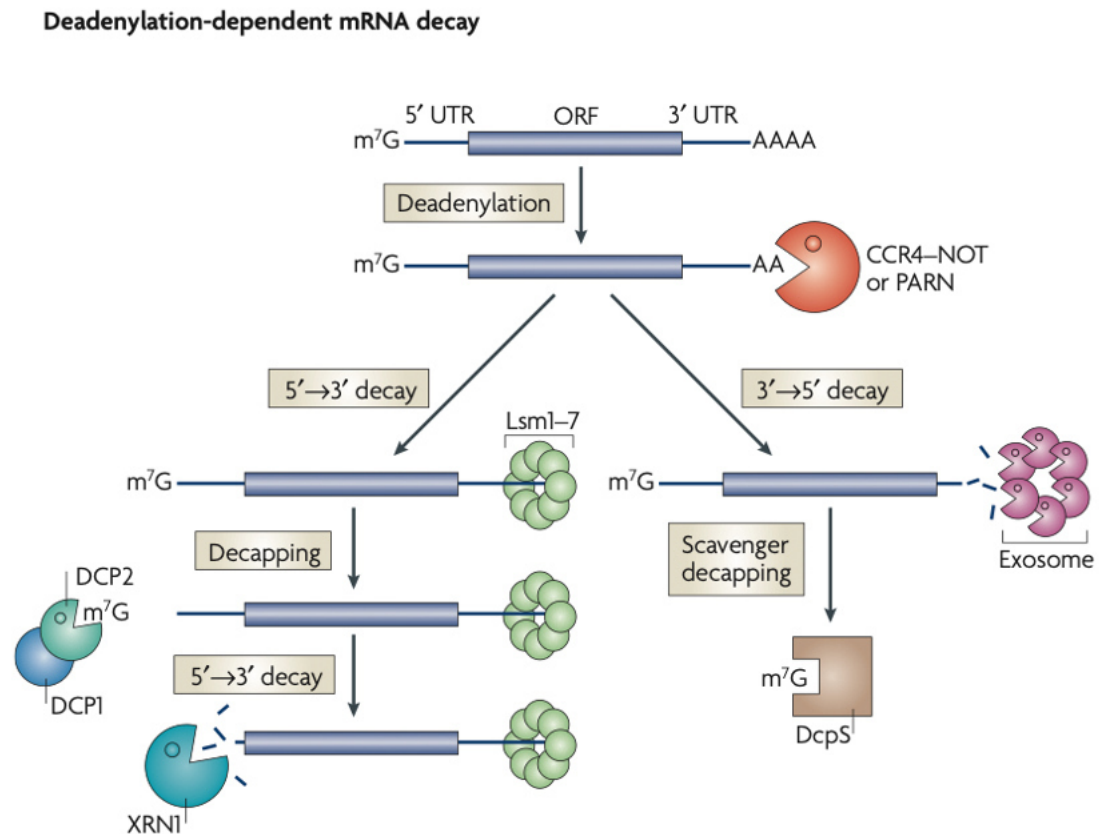 Deadenylation-dependent mRNA decay
5′ UTR ORF 3′ UTR
m⁷G AAAA
Deadenylation
m⁷G AA
CCR4–NOT
or PARN
5′→3′ decay
3′→5′ decay
Lsm1–7
m⁷G
m⁷G
Exosome
Decapping
Scavenger
decapping
DCP2
m⁷G
DCP1
5′→3′ decay
m⁷G
DcpS
XRN1